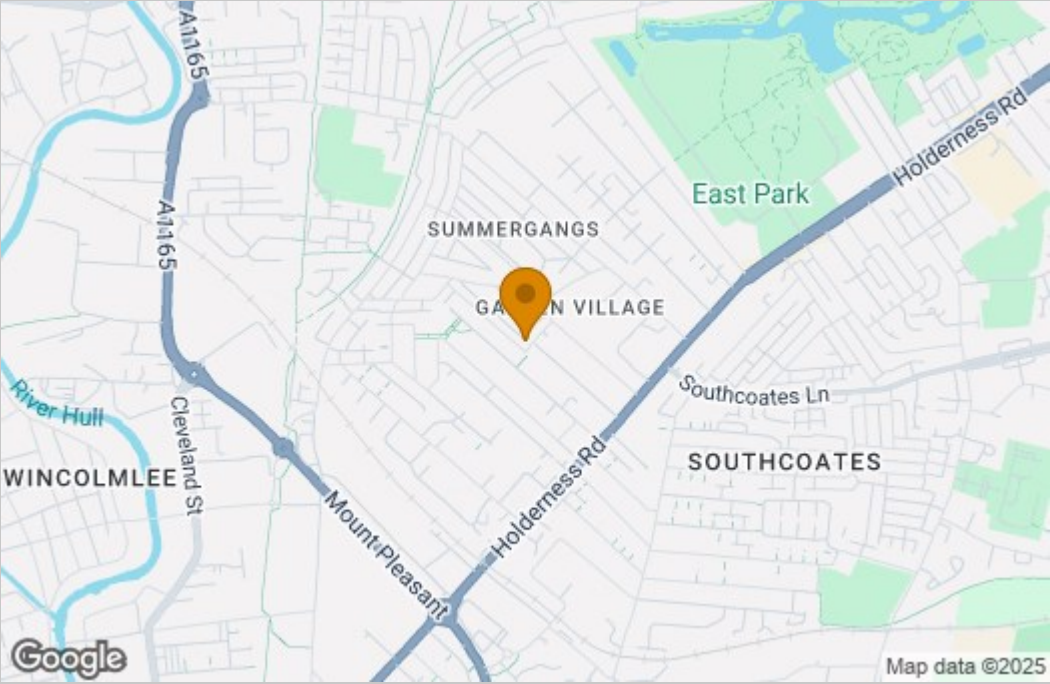 A1165
East Park
Holderness Rd
SUMMERGANGS
A1165
GA N VILLAGE
Southcoates Ln
River Hull
Cleveland St
WINCOLMLEE
SOUTHCOATES
Holderness Rd
Mount Pleasant
Google
Map data ©2025